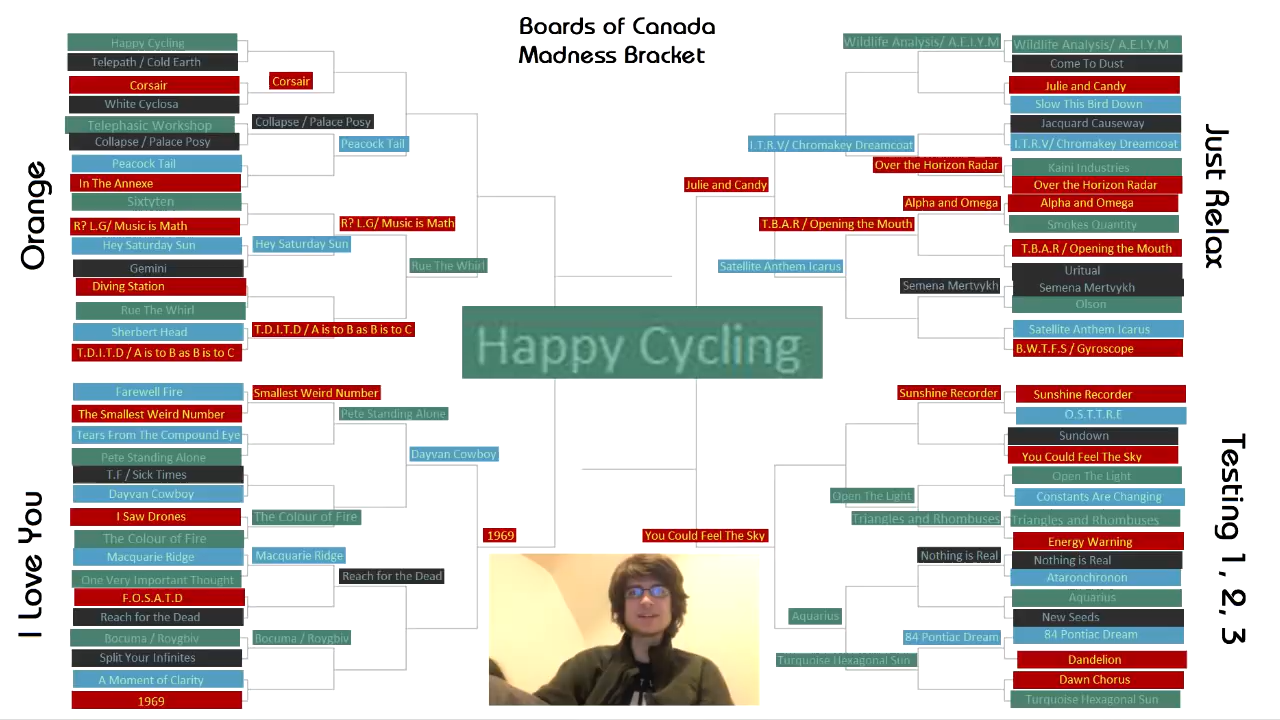 Boards of Canada
Madness Bracket
Orange
Happy Cycling
Telepath / Cold Earth
Corsair
White Cyclosa
Telephasic Workshop
Collapse / Palace Posy
Peacock Tail
In The Annexe
Sixtyten
R? L.G/ Music is Math
Hey Saturday Sun
Gemini
Diving Station
Rue The Whirl
Sherbert Head
T.D.I.T.D / A is to B as B is to C
Corsair
Collapse / Palace Posy
Peacock Tail
R? L.G/ Music is Math
Hey Saturday Sun
Rue The Whirl
T.D.I.T.D / A is to B as B is to C
I Love You
Farewell Fire
The Smallest Weird Number
Tears From The Compound Eye
Pete Standing Alone
T.F / Sick Times
Dayvan Cowboy
I Saw Drones
The Colour of Fire
Macquarie Ridge
One Very Important Thought
F.O.S.A.T.D
Reach for the Dead
Bocuma / Roygbiv
Split Your Infinites
A Moment of Clarity
1969
Smallest Weird Number
Pete Standing Alone
Dayvan Cowboy
The Colour of Fire
1969
Macquarie Ridge
Reach for the Dead
Bocuma / Roygbiv
Happy Cycling
Just Relax
Wildlife Analysis/ A.E.I.Y.M
Wildlife Analysis/ A.E.I.Y.M
Come To Dust
Julie and Candy
Slow This Bird Down
Jacquard Causeway
I.T.R.V/ Chromakey Dreamcoat
Kaini Industries
Over the Horizon Radar
Alpha and Omega
Smokes Quantity
T.B.A.R / Opening the Mouth
Uritual
Semena Mertvykh
Olson
Satellite Anthem Icarus
B.W.T.F.S / Gyroscope
I.T.R.V/ Chromakey Dreamcoat
Over the Horizon Radar
Julie and Candy
Alpha and Omega
T.B.A.R / Opening the Mouth
Satellite Anthem Icarus
Semena Mertvykh
Testing 1, 2, 3
Sunshine Recorder
O.S.T.T.R.E
Sundown
You Could Feel The Sky
Open The Light
Constants Are Changing
Triangles and Rhombuses
Energy Warning
Nothing is Real
Ataronchronon
Aquarius
New Seeds
84 Pontiac Dream
Dandelion
Dawn Chorus
Turquoise Hexagonal Sun
Sunshine Recorder
Open The Light
Triangles and Rhombuses
You Could Feel The Sky
Nothing is Real
Aquarius
84 Pontiac Dream
Turquoise Hexagonal Sun